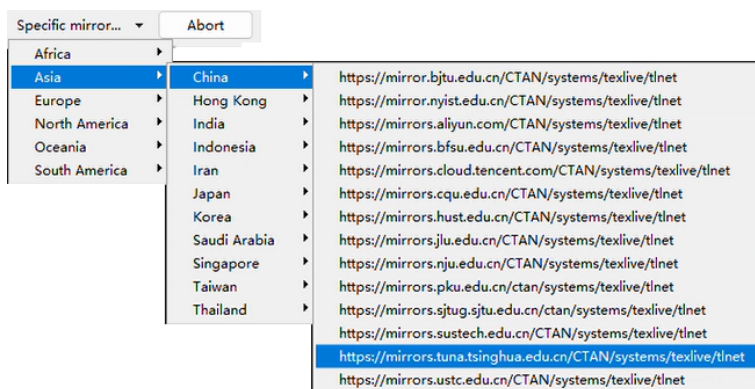 Specific mirror...
Abort
Africa
Asia
Europe
North America
Oceania
South America
China
Hong Kong
India
Indonesia
Iran
Japan
Korea
Saudi Arabia
Singapore
Taiwan
Thailand
https://mirror.bjtu.edu.cn/CTAN/systems/texlive/tlnet
https://mirror.nyist.edu.cn/CTAN/systems/texlive/tlnet
https://mirrors.aliyun.com/CTAN/systems/texlive/tlnet
https://mirrors.bfsu.edu.cn/CTAN/systems/texlive/tlnet
https://mirrors.cloud.tencent.com/CTAN/systems/texlive/tlnet
https://mirrors.cqu.edu.cn/CTAN/systems/texlive/tlnet
https://mirrors.hust.edu.cn/CTAN/systems/texlive/tlnet
https://mirrors.jlu.edu.cn/CTAN/systems/texlive/tlnet
https://mirrors.nju.edu.cn/CTAN/systems/texlive/tlnet
https://mirrors.pku.edu.cn/ctan/systems/texlive/tlnet
https://mirrors.sjtug.sjtu.edu.cn/ctan/systems/texlive/tlnet
https://mirrors.sustech.edu.cn/CTAN/systems/texlive/tlnet
https://mirrors.tuna.tsinghua.edu.cn/CTAN/systems/texlive/tlnet
https://mirrors.ustc.edu.cn/CTAN/systems/texlive/tlnet